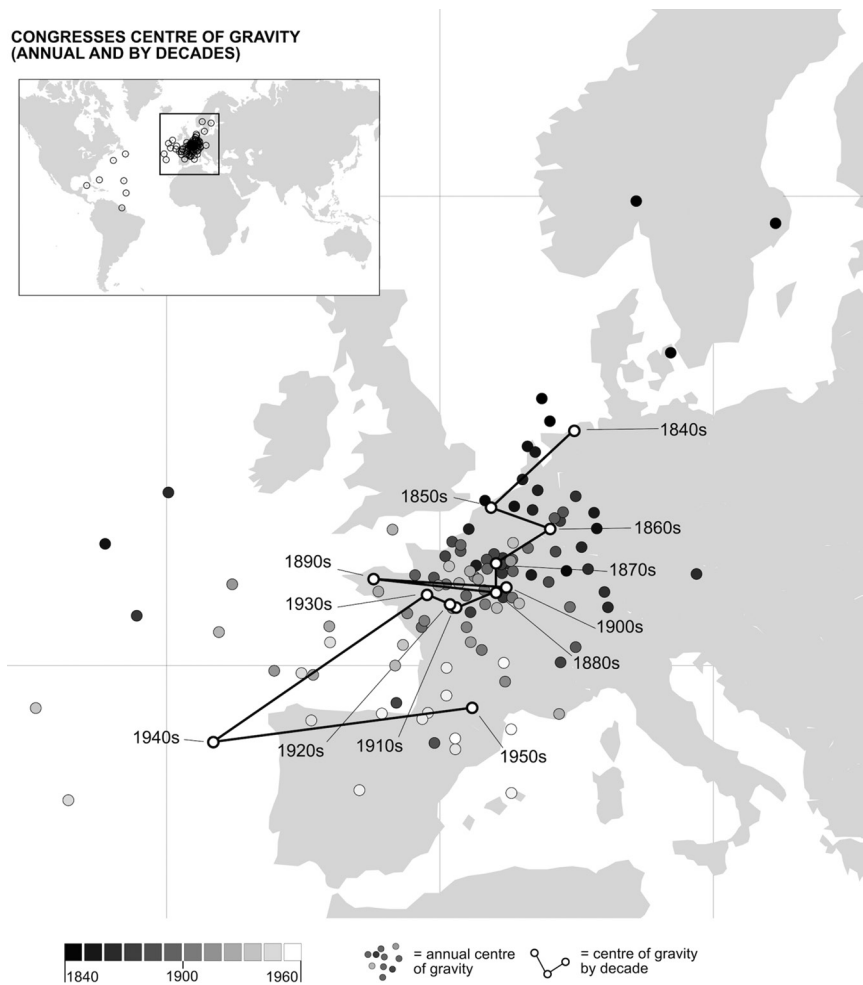 CONGRESSES CENTRE OF GRAVITY
(ANNUAL AND BY DECADES)
1840s
1850s
1860s
1890s
1870s
1930s
1900s
1880s
1940s
1920s
1910s
1950s
1840
1900
1960
= annual centre
of gravity
= centre of gravity
by decade